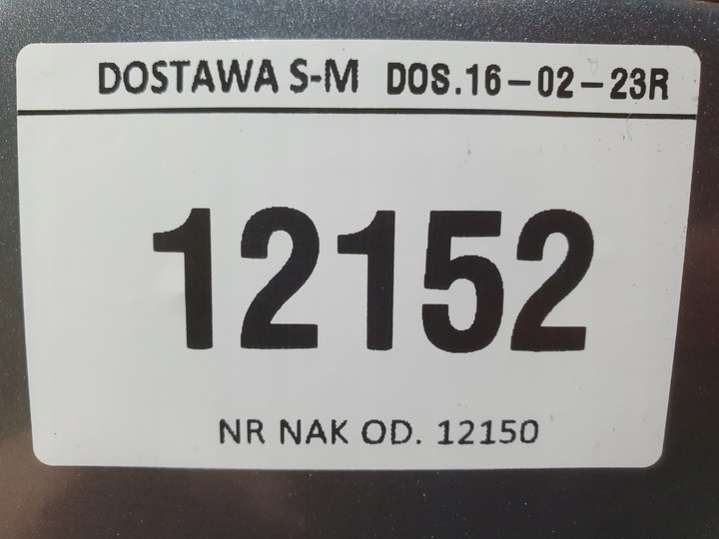 DOSTAWA S-M DOS.16-02-23R
12152
NR NAK OD. 12150